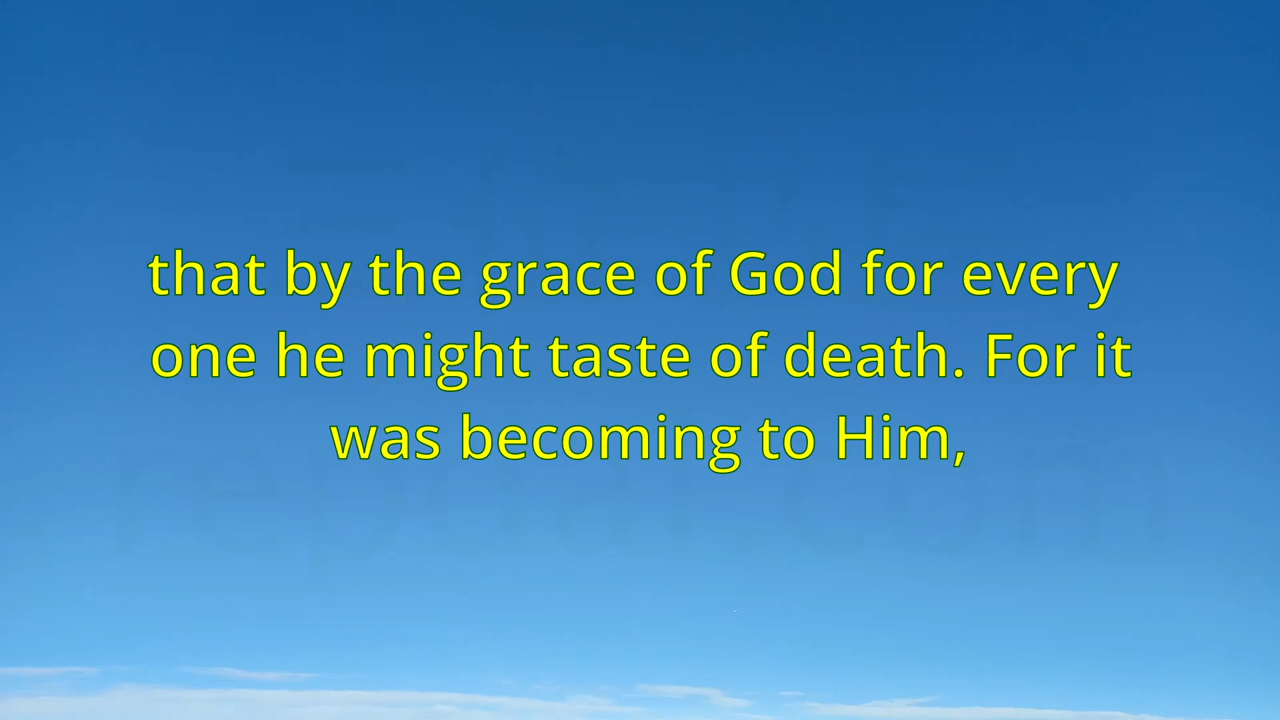 that by the grace of God for every
one he might taste of death. For it
was becoming to Him,